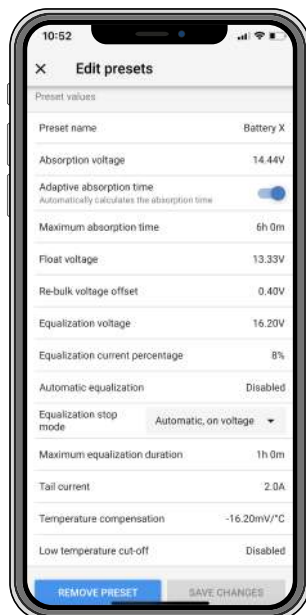 10:52
× Edit presets
Preset values
Preset name Battery X
Absorption voltage 14.44V
Adaptive absorption time
Automatically calculates the absorption time
Maximum absorption time 6h 0m
Float voltage 13.33V
Re-bulk voltage offset 0.40V
Equalization voltage 16.20V
Equalization current percentage 8%
Automatic equalization Disabled
Equalization stop mode Automatic, on voltage
Maximum equalization duration 1h 0m
Tail current 2.0A
Temperature compensation -16.20mV/°C
Low temperature cut-off Disabled
REMOVE PRESET SAVE CHANGES